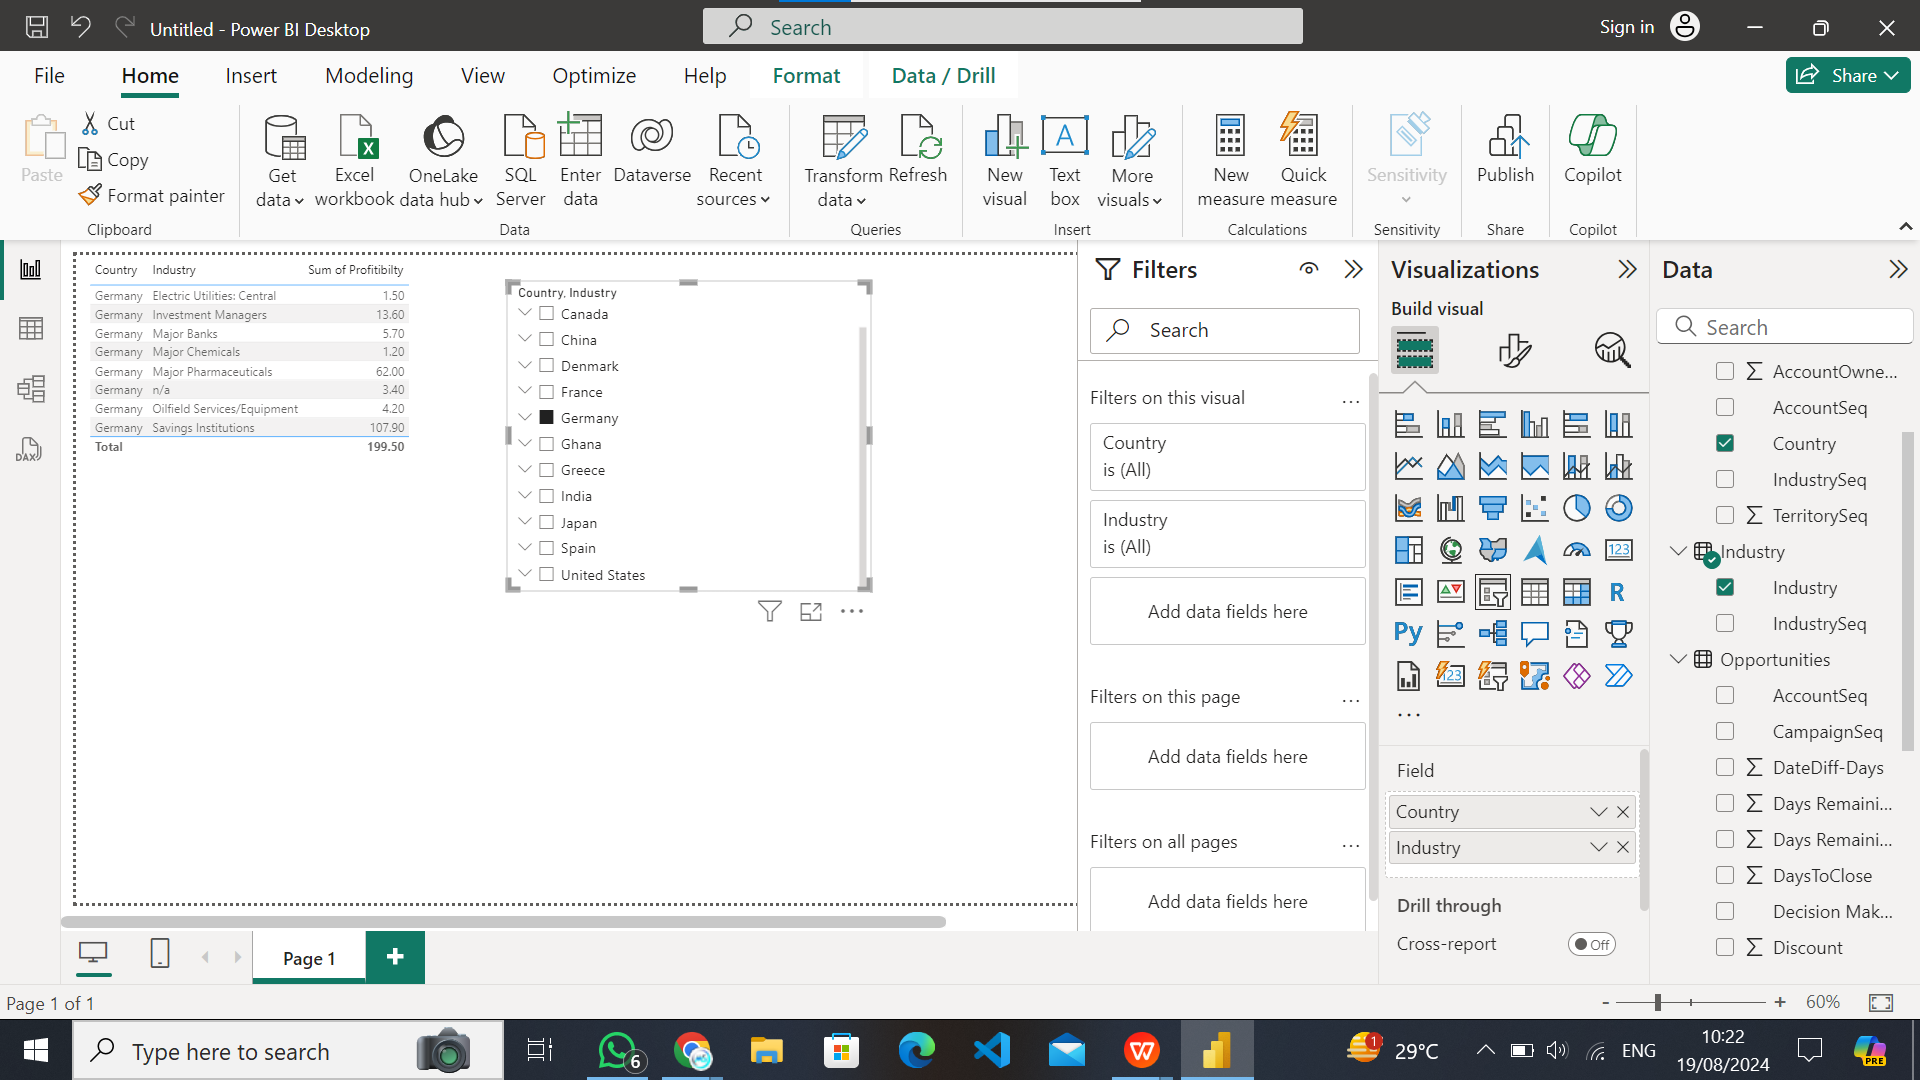 Untitled - Power BI Desktop
Search
Sign in
File Home Insert Modeling View Optimize Help Format Data / Drill
Share
Paste
Cut
Copy
Format painter
Clipboard
Get data
Excel workbook
OneLake data hub
SQL Server
Enter data
Dataverse
Recent sources
Data
Transform data
Refresh
Queries
New visual
Text box
More visuals
Insert
New measure
Quick measure
Calculations
Sensitivity
Sensitivity
Publish
Share
Copilot
Copilot
Country Industry Sum of Profitibilty
Germany Electric Utilities: Central 1.50
Germany Investment Managers 13.60
Germany Major Banks 5.70
Germany Major Chemicals 1.20
Germany Major Pharmaceuticals 62.00
Germany n/a 3.40
Germany Oilfield Services/Equipment 4.20
Germany Savings Institutions 107.90
Total 199.50
Country, Industry
Canada
China
Denmark
France
Germany
Ghana
Greece
India
Japan
Spain
United States
Filters
Search
Filters on this visual ...
Country
is (All)
Industry
is (All)
Add data fields here
Filters on this page ...
Add data fields here
Filters on all pages ...
Add data fields here
Visualizations
Build visual
123
R
Py
123
...
Field
Country
Industry
Drill through
Cross-report Off
Data
Search
AccountOwne...
AccountSeq
Country
IndustrySeq
TerritorySeq
Industry
Industry
IndustrySeq
Opportunities
AccountSeq
CampaignSeq
DateDiff-Days
Days Remaini...
Days Remaini...
DaysToClose
Decision Mak...
Discount
DAX
Page 1
+
Page 1 of 1
- + 60%
Type here to search
6
W
1
29°C
ENG
10:22
19/08/2024
PRE